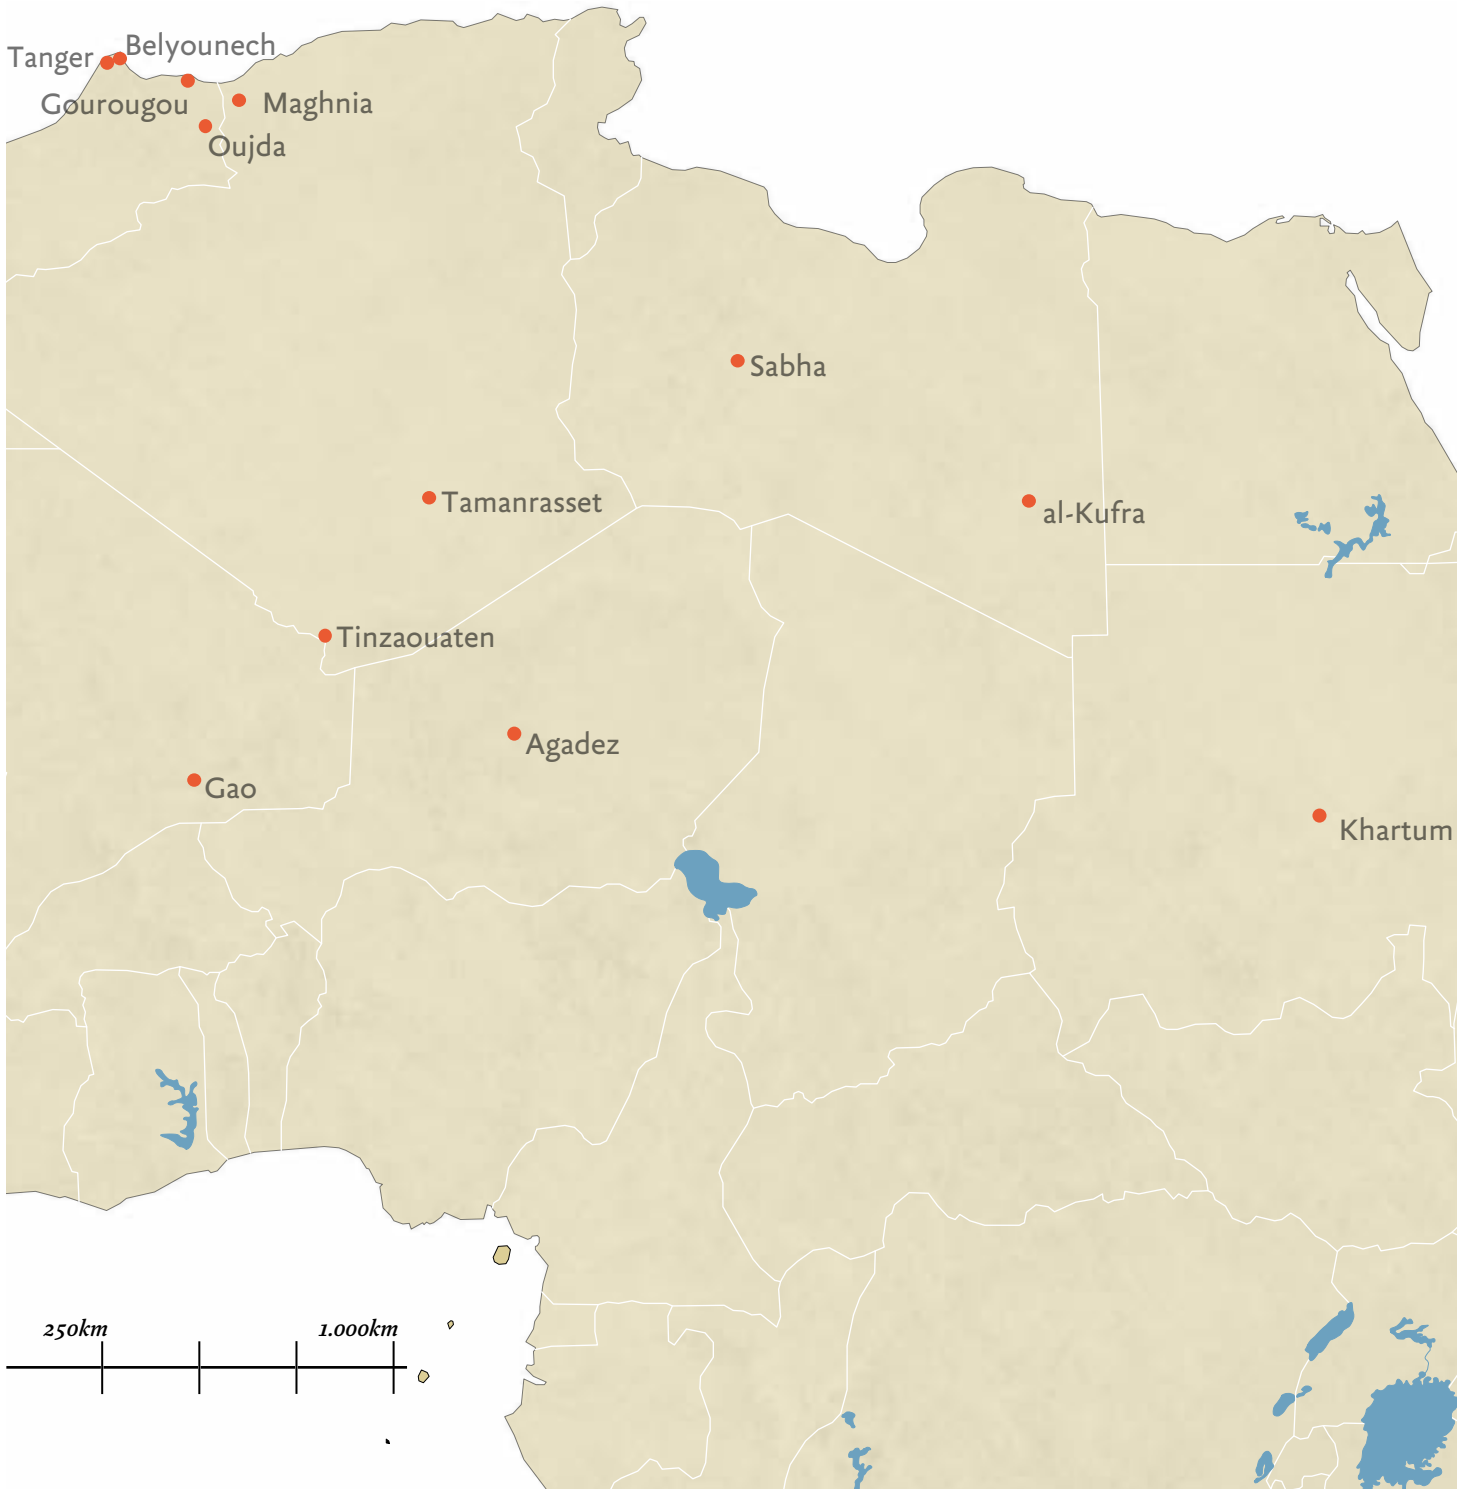 Belyounech
Tanger
Gourougou
Maghnia
Oujda
Sabha
Tamanrasset
al-Kufra
Tinzaouaten
Agadez
Gao
Khartum
250km
1.000km